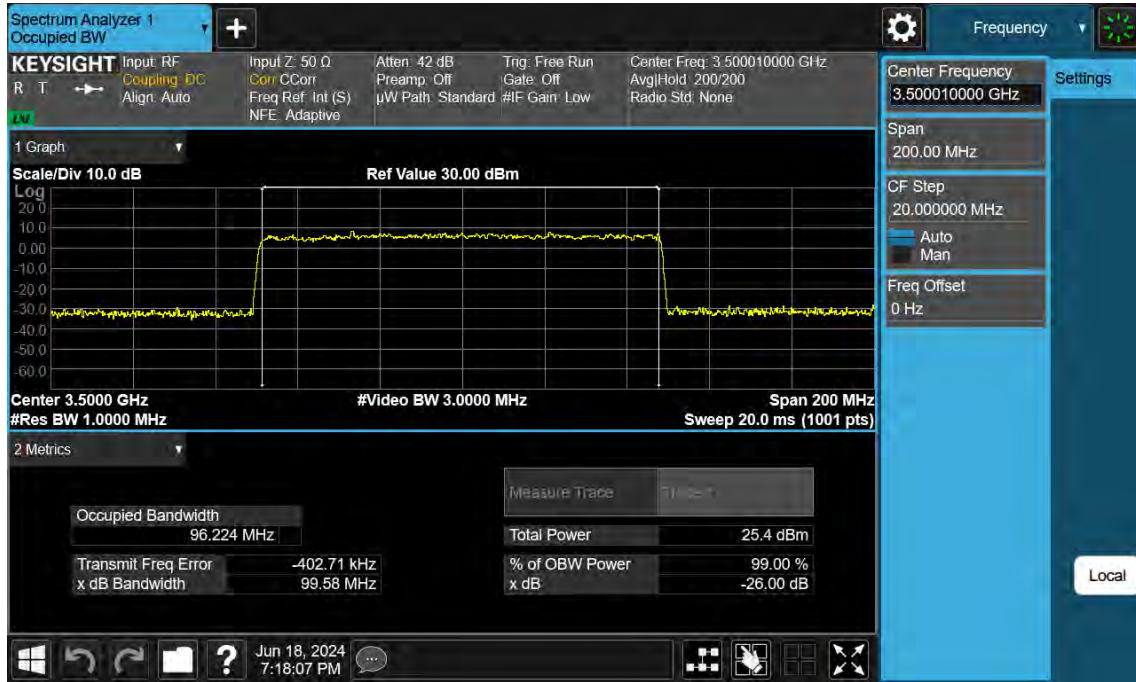 Spectrum Analyzer 1
Occupied BW
Frequency
KEYSIGHT
R T
LXI
Input: RF
Coupling: DC
Align: Auto
Input Z: 50 Ω
Corr CCorr
Freq Ref: Int (S)
NFE: Adaptive
Atten: 42 dB
Preamp: Off
µW Path: Standard
Trig: Free Run
Gate: Off
#IF Gain: Low
Center Freq: 3.500010000 GHz
Avg|Hold: 200/200
Radio Std: None
Center Frequency
3.500010000 GHz
Settings
Span
200.00 MHz
CF Step
20.000000 MHz
Auto
Man
Freq Offset
0 Hz
Local
1 Graph
Scale/Div 10.0 dB
Ref Value 30.00 dBm
Log
20.0
10.0
0.00
-10.0
-20.0
-30.0
-40.0
-50.0
-60.0
Center 3.5000 GHz
#Video BW 3.0000 MHz
Span 200 MHz
#Res BW 1.0000 MHz
Sweep 20.0 ms (1001 pts)
2 Metrics
Measure Trace
Trace 1
Occupied Bandwidth
96.224 MHz
Total Power 25.4 dBm
Transmit Freq Error -402.71 kHz
% of OBW Power 99.00 %
x dB Bandwidth 99.58 MHz
x dB -26.00 dB
Jun 18, 2024
7:18:07 PM